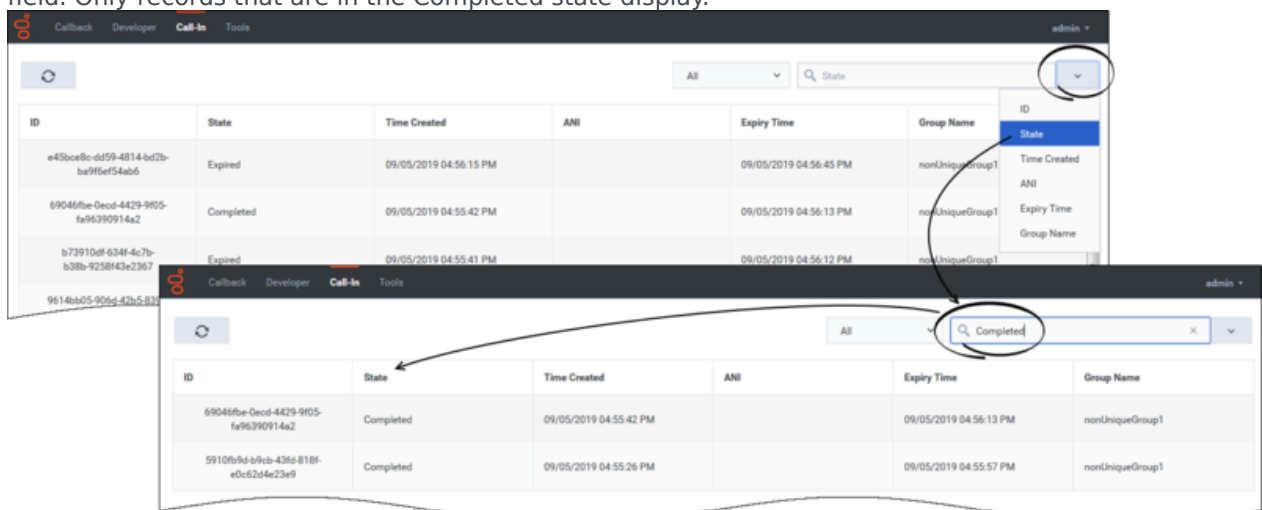 field. Only records that are in the Completed state display.
Callback Developer Call-In Tools admin
All State
ID State Time Created ANI Expiry Time Group Name
ID
State
Time Created
ANI
Expiry Time
Group Name
e45bce8c-dd59-4814-bd2b-
ba9f6ef54ab6 Expired 09/05/2019 04:56:15 PM 09/05/2019 04:56:45 PM nonUniqueGroup1
69046fbe-0ecd-4429-9f05-
fa96390914a2 Completed 09/05/2019 04:55:42 PM 09/05/2019 04:56:13 PM nonUniqueGroup1
b73910df-634f-4c7b-
b38b-9258f43e2367 Expired 09/05/2019 04:55:41 PM 09/05/2019 04:56:12 PM nonUniqueGroup1
9614bb05-906d-42b5-835
Callback Developer Call-In Tools admin
All Completed
ID State Time Created ANI Expiry Time Group Name
69046fbe-0ecd-4429-9f05-
fa96390914a2 Completed 09/05/2019 04:55:42 PM 09/05/2019 04:56:13 PM nonUniqueGroup1
5910fb9d-b9cb-43fd-818f-
e0c62d4e23e9 Completed 09/05/2019 04:55:26 PM 09/05/2019 04:55:57 PM nonUniqueGroup1